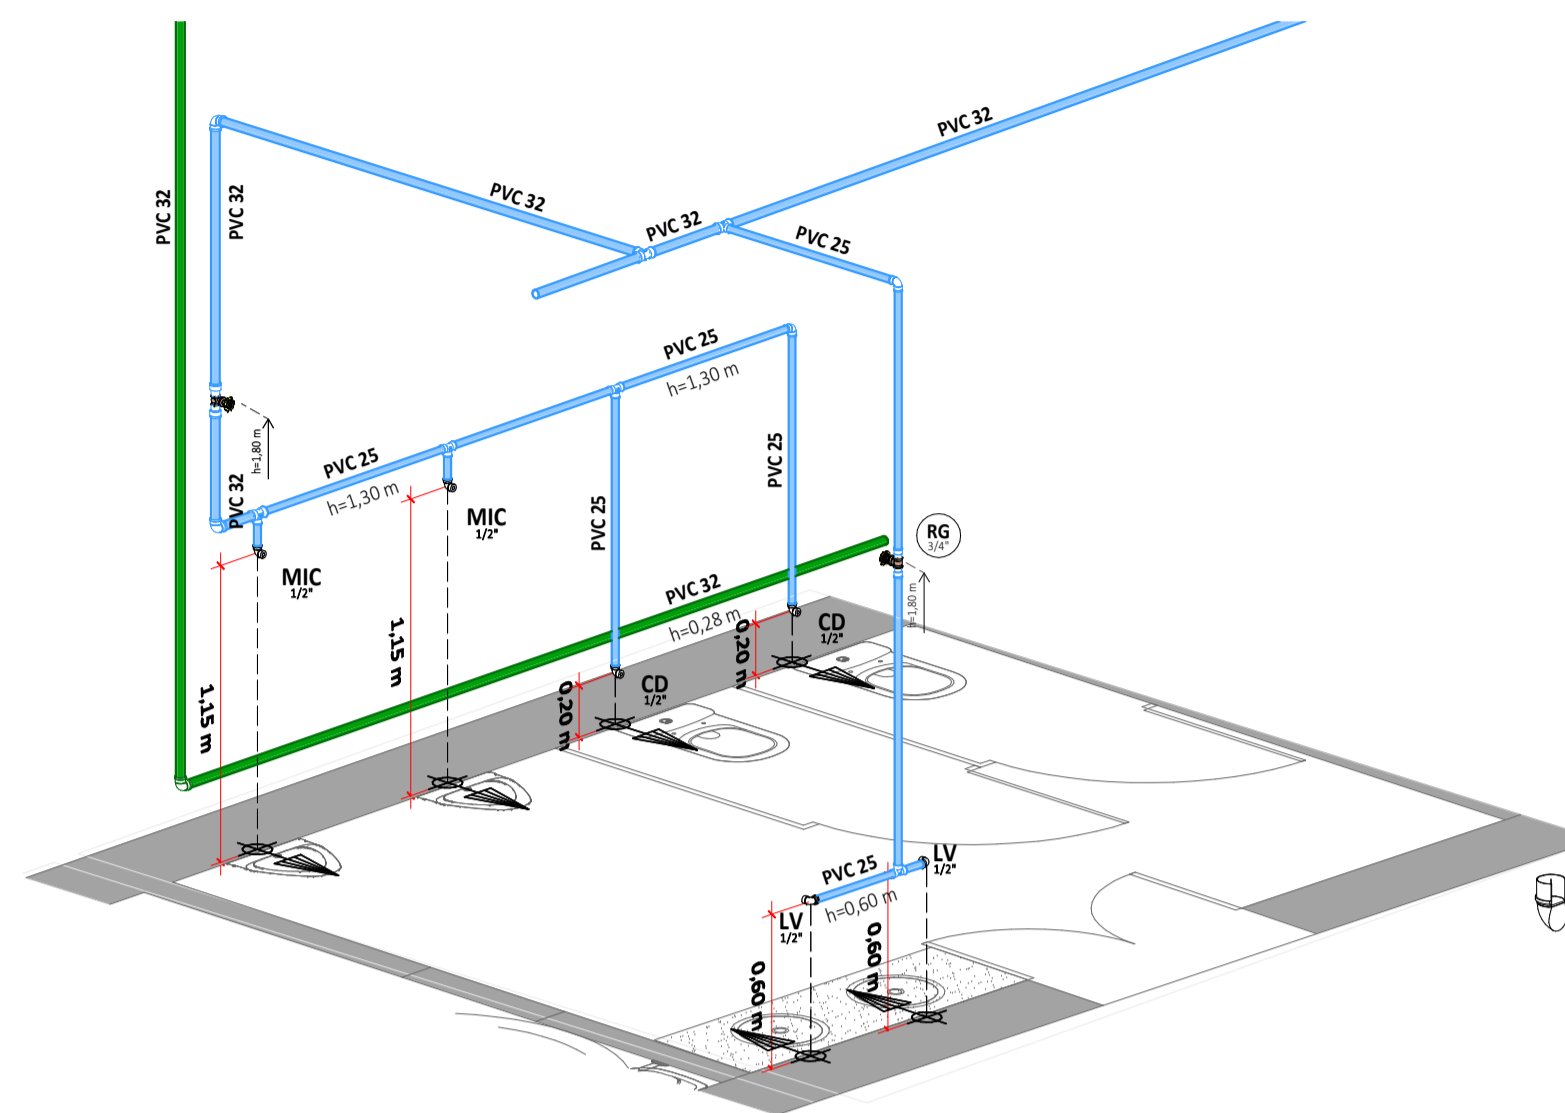 PVC 32
PVC 32
PVC 32
PVC 32
PVC 32
PVC 25
PVC 25
h=1,30 m
PVC 25
h=1,30 m
h=1,80 m
PVC 32
PVC 25
PVC 25
MIC
1/2"
MIC
1/2"
RG
3/4"
h=1,80 m
PVC 32
h=0,28 m
1,15 m
1,15 m
CD
1/2"
0,20 m
CD
1/2"
0,20 m
LV
1/2"
PVC 25
h=0,60 m
LV
1/2"
0,60 m
0,60 m